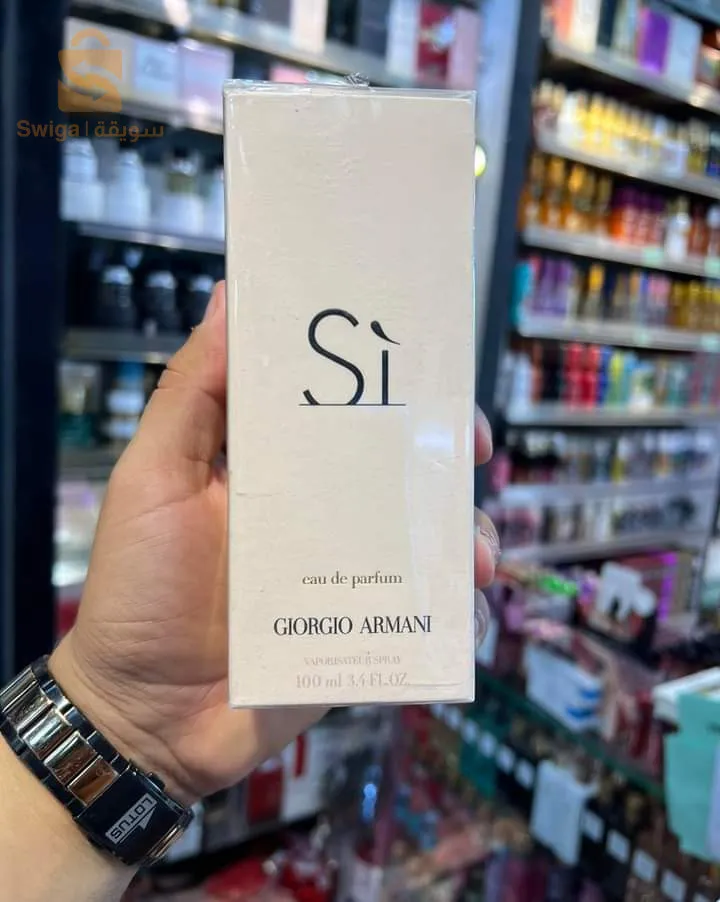 Swiga | سويقة
Sì
eau de parfum
GIORGIO ARMANI
VAPORISATEUR SPRAY
100 ml 3.4 FL.OZ.
LOTUS